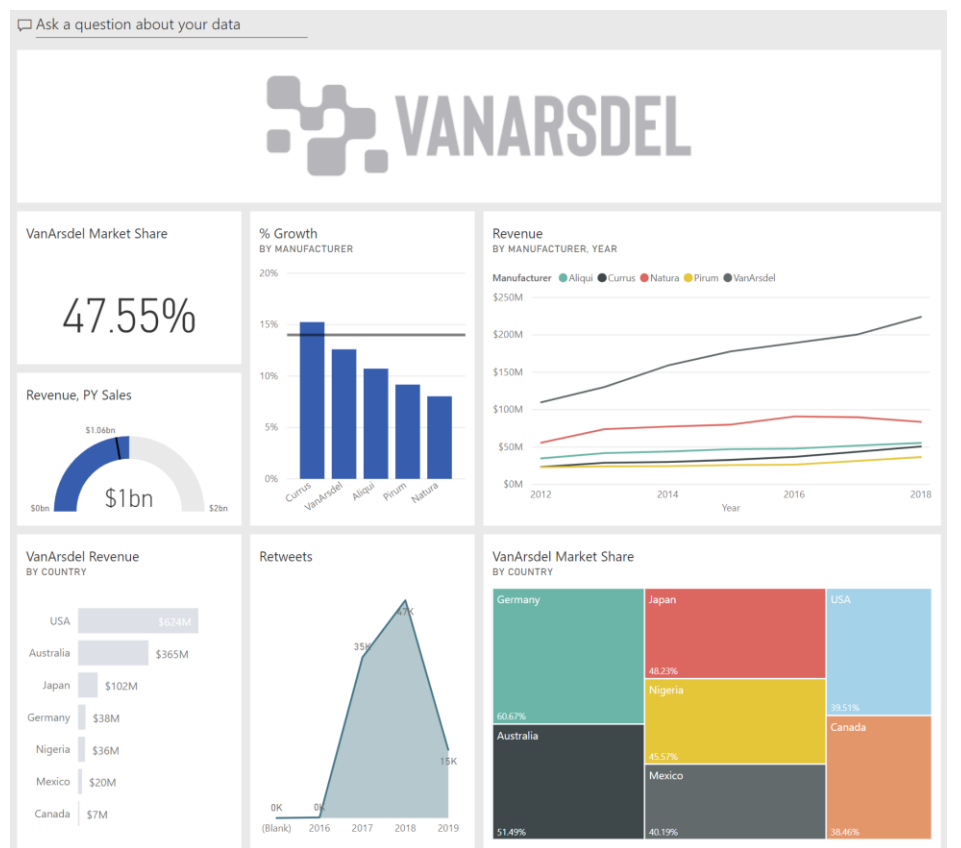 Ask a question about your data
VANARSDEL
VanArsdel Market Share
47.55%
Revenue, PY Sales
$1.06bn
$0bn
$1bn
$2bn
% Growth
BY MANUFACTURER
20%
15%
10%
5%
0%
Currus
VanArsdel
Aliqui
Pirum
Natura
Revenue
BY MANUFACTURER, YEAR
Manufacturer Aliqui Currus Natura Pirum VanArsdel
$250M
$200M
$150M
$100M
$50M
$0M
2012 2014 2016 2018
Year
VanArsdel Revenue
BY COUNTRY
USA $624M
Australia $365M
Japan $102M
Germany $38M
Nigeria $36M
Mexico $20M
Canada $7M
Retweets
47K
35K
15K
0K 0K
(Blank) 2016 2017 2018 2019
VanArsdel Market Share
BY COUNTRY
Germany
60.67%
Australia
51.49%
Japan
48.23%
Nigeria
45.57%
Mexico
40.19%
USA
39.51%
Canada
38.46%